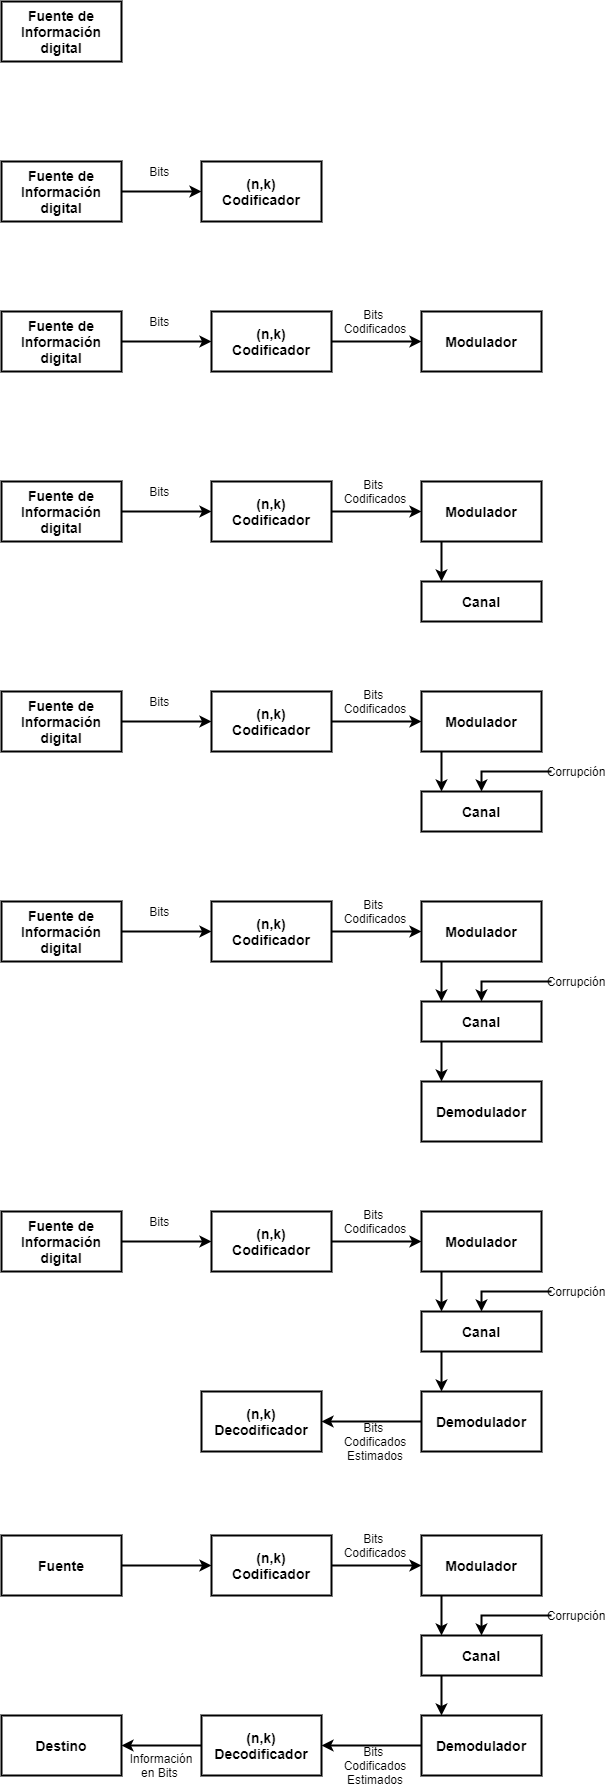 Fuente de
Información
digital
Fuente de
Información
digital
Bits
(n,k)
Codificador
Fuente de
Información
digital
Bits
(n,k)
Codificador
Bits
Codificados
Modulador
Fuente de
Información
digital
Bits
(n,k)
Codificador
Bits
Codificados
Modulador
Canal
Fuente de
Información
digital
Bits
(n,k)
Codificador
Bits
Codificados
Modulador
Corrupción
Canal
Fuente de
Información
digital
Bits
(n,k)
Codificador
Bits
Codificados
Modulador
Corrupción
Canal
Demodulador
Fuente de
Información
digital
Bits
(n,k)
Codificador
Bits
Codificados
Modulador
Corrupción
Canal
(n,k)
Decodificador
Bits
Codificados
Estimados
Demodulador
Fuente
(n,k)
Codificador
Bits
Codificados
Modulador
Corrupción
Canal
Destino
Información
en Bits
(n,k)
Decodificador
Bits
Codificados
Estimados
Demodulador